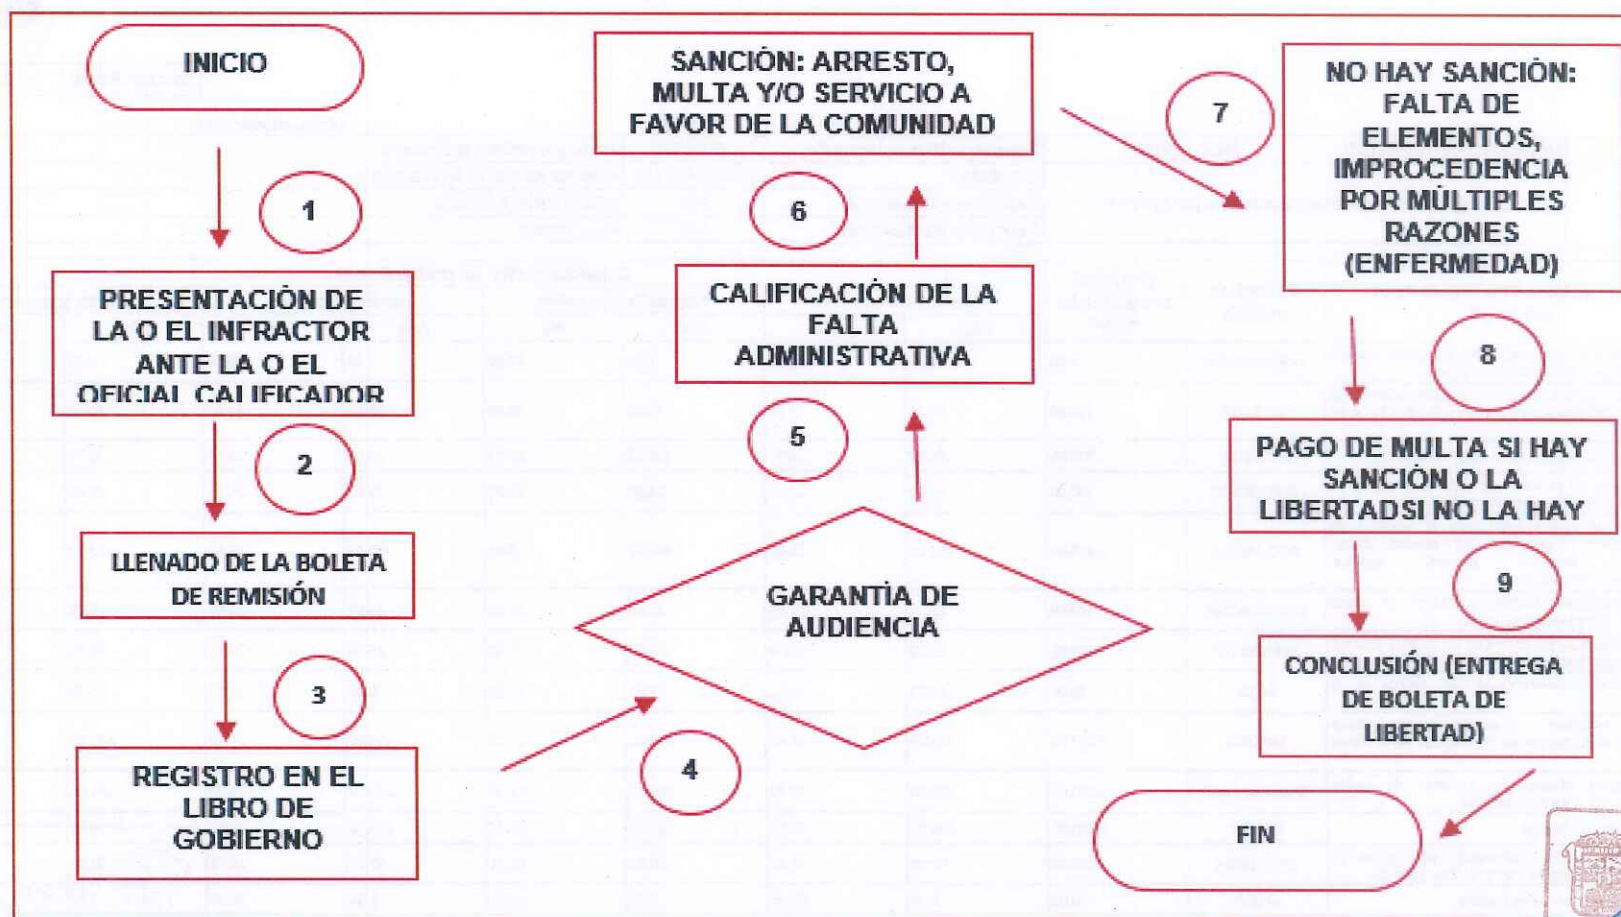 INICIO
1
PRESENTACIÓN DE
LA O EL INFRACTOR
ANTE LA O EL
OFICIAL CALIFICADOR
2
LLENADO DE LA BOLETA
DE REMISIÓN
3
REGISTRO EN EL
LIBRO DE
GOBIERNO
4
GARANTÌA DE
AUDIENCIA
5
CALIFICACIÓN DE LA
FALTA
ADMINISTRATIVA
6
SANCIÓN: ARRESTO,
MULTA Y/O SERVICIO A
FAVOR DE LA COMUNIDAD
7
NO HAY SANCIÓN:
FALTA DE
ELEMENTOS,
IMPROCEDENCIA
POR MÚLTIPLES
RAZONES
(ENFERMEDAD)
8
PAGO DE MULTA SI HAY
SANCIÓN O LA
LIBERTADSI NO LA HAY
9
CONCLUSIÓN (ENTREGA
DE BOLETA DE
LIBERTAD)
FIN